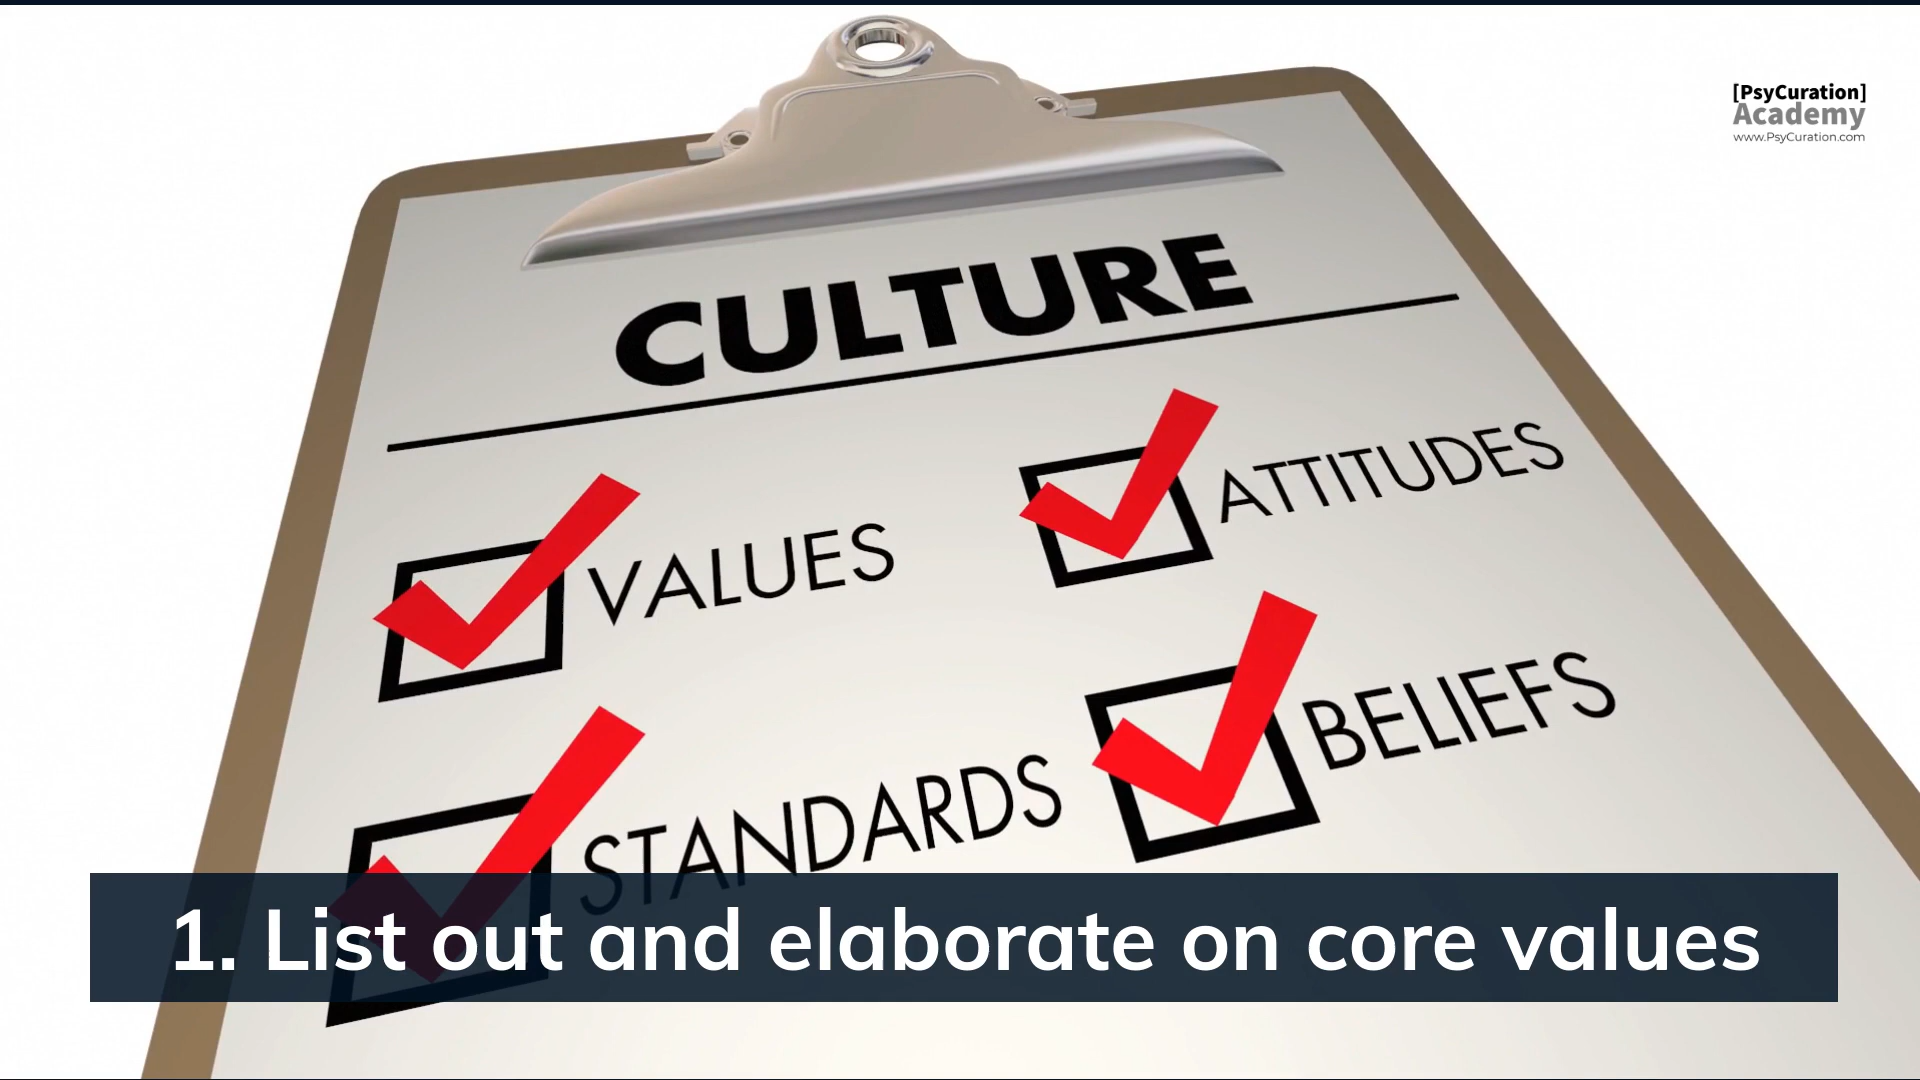 [PsyCuration]
Academy
www.PsyCuration.com
CULTURE
VALUES
ATTITUDES
STANDARDS
BELIEFS
1. List out and elaborate on core values